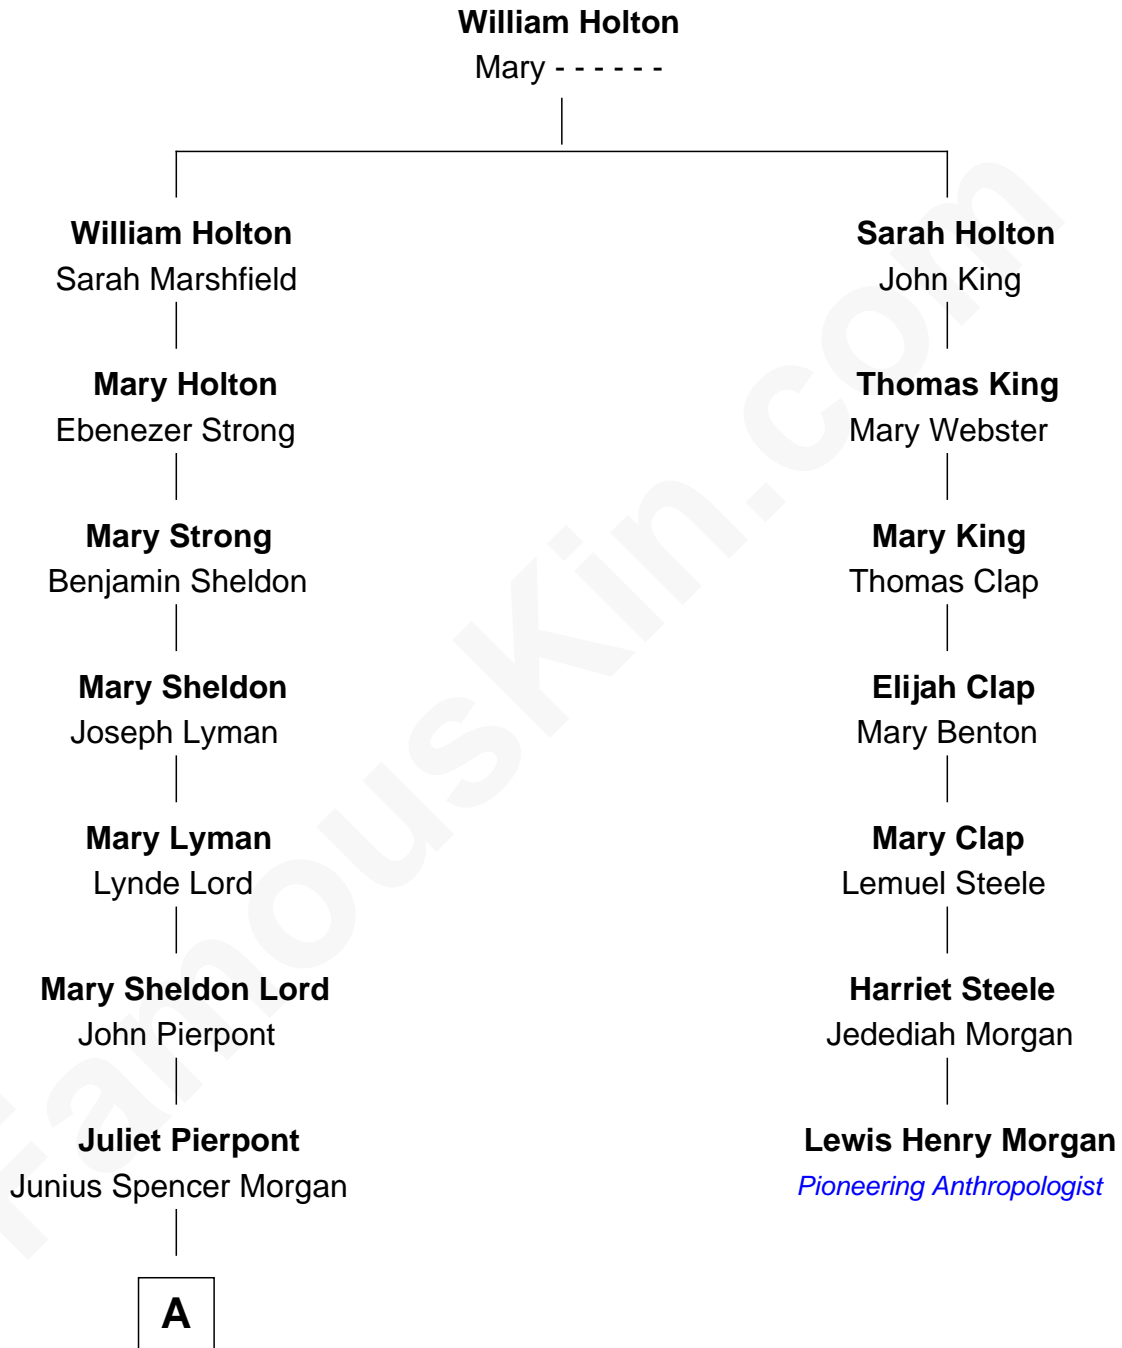 William Holton
Mary - - - - - -
William Holton
Sarah Marshfield
Sarah Holton
John King
Mary Holton
Ebenezer Strong
Thomas King
Mary Webster
Mary Strong
Benjamin Sheldon
Mary King
Thomas Clap
Mary Sheldon
Joseph Lyman
Elijah Clap
Mary Benton
Mary Lyman
Lynde Lord
Mary Clap
Lemuel Steele
Mary Sheldon Lord
John Pierpont
Harriet Steele
Jedediah Morgan
Juliet Pierpont
Junius Spencer Morgan
Lewis Henry Morgan
Pioneering Anthropologist
A
FamousKin.com